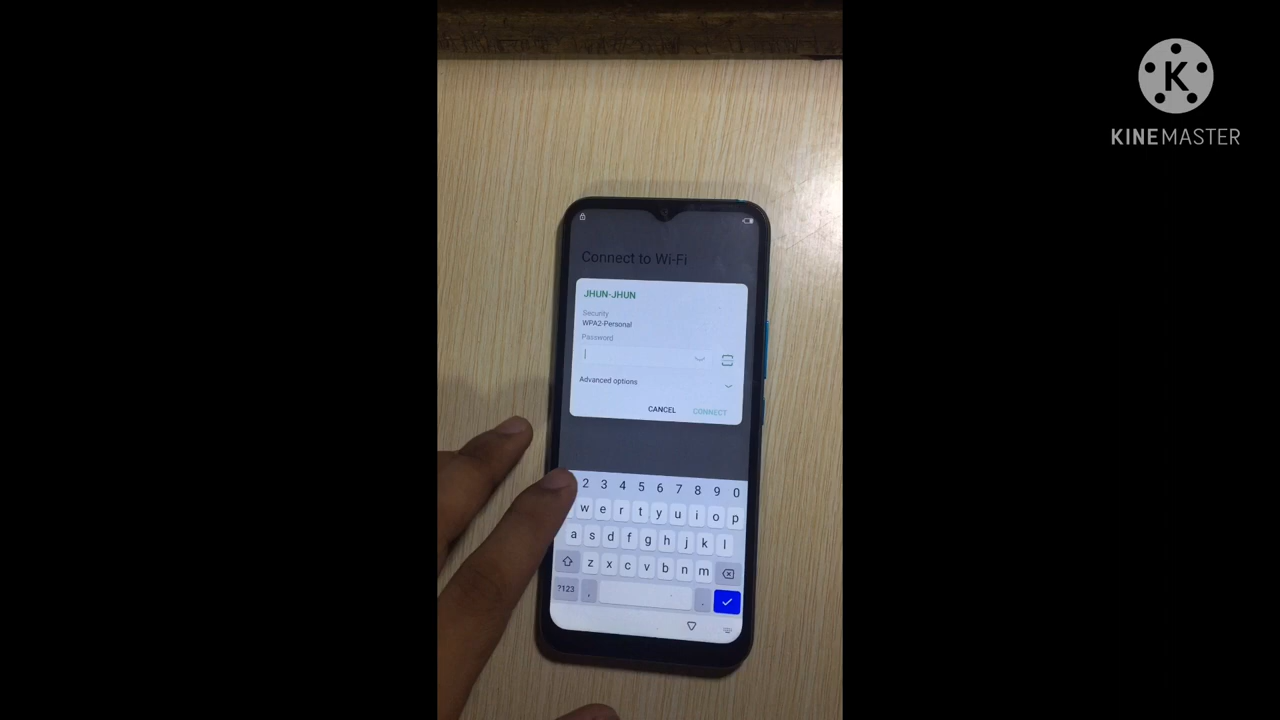 KINEMASTER
Connect to Wi-Fi
JHUN-JHUN
Security
WPA2-Personal
Password
Advanced options
CANCEL CONNECT
2 3 4 5 6 7 8 9 0
w e r t y u i o p
a s d f g h j k l
z x c v b n m
?123 , .